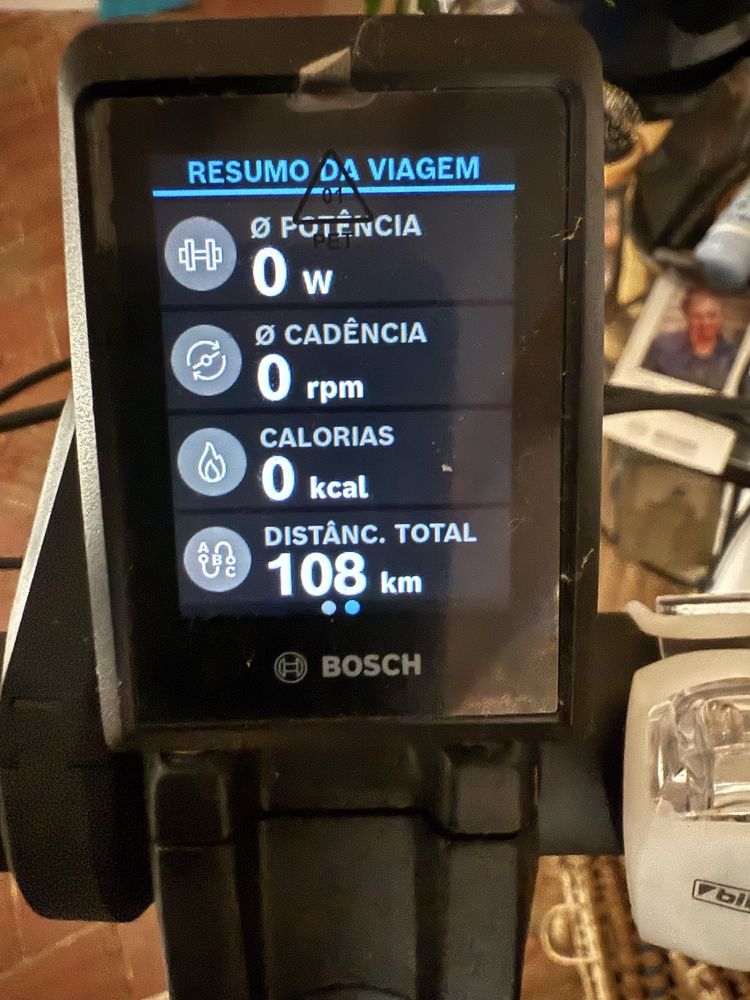 RESUMO DA VIAGEM
01
PET
Ø POTÊNCIA
0 W
Ø CADÊNCIA
0 rpm
CALORIAS
0 kcal
A B C
DISTÂNC. TOTAL
108 km
BOSCH